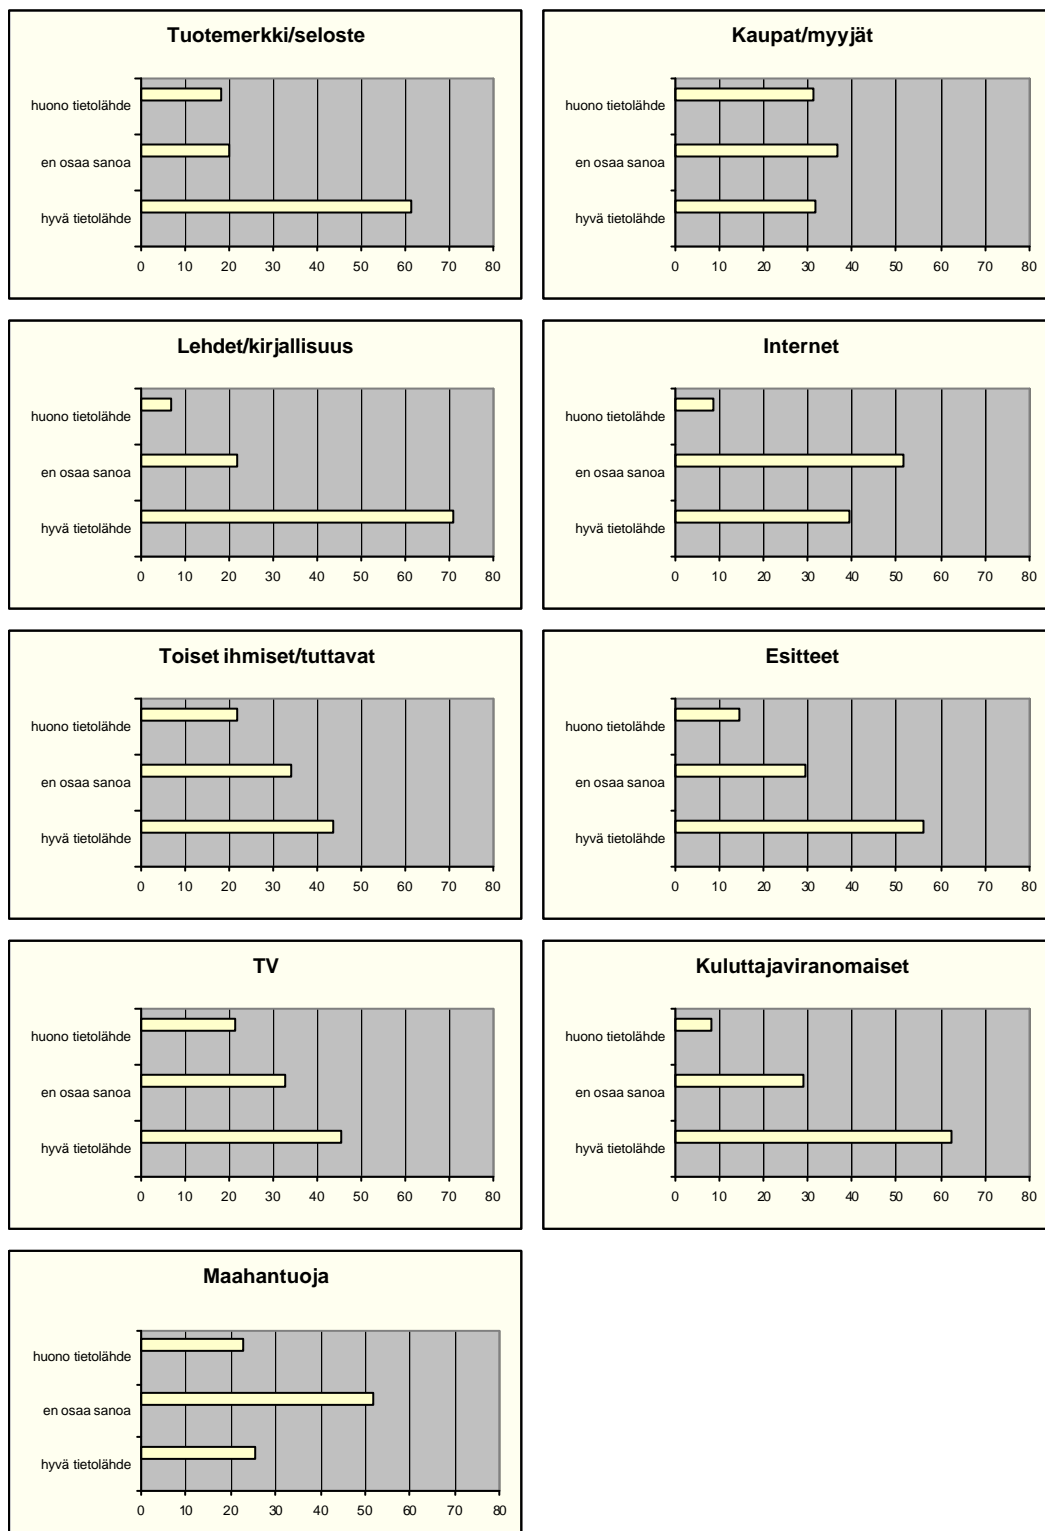 Tuotemerkki/seloste
huono tietolähde
en osaa sanoa
hyvä tietolähde
0 10 20 30 40 50 60 70 80
Kaupat/myyjät
huono tietolähde
en osaa sanoa
hyvä tietolähde
0 10 20 30 40 50 60 70 80
Lehdet/kirjallisuus
huono tietolähde
en osaa sanoa
hyvä tietolähde
0 10 20 30 40 50 60 70 80
Internet
huono tietolähde
en osaa sanoa
hyvä tietolähde
0 10 20 30 40 50 60 70 80
Toiset ihmiset/tuttavat
huono tietolähde
en osaa sanoa
hyvä tietolähde
0 10 20 30 40 50 60 70 80
Esitteet
huono tietolähde
en osaa sanoa
hyvä tietolähde
0 10 20 30 40 50 60 70 80
TV
huono tietolähde
en osaa sanoa
hyvä tietolähde
0 10 20 30 40 50 60 70 80
Kuluttajaviranomaiset
huono tietolähde
en osaa sanoa
hyvä tietolähde
0 10 20 30 40 50 60 70 80
Maahantuoja
huono tietolähde
en osaa sanoa
hyvä tietolähde
0 10 20 30 40 50 60 70 80